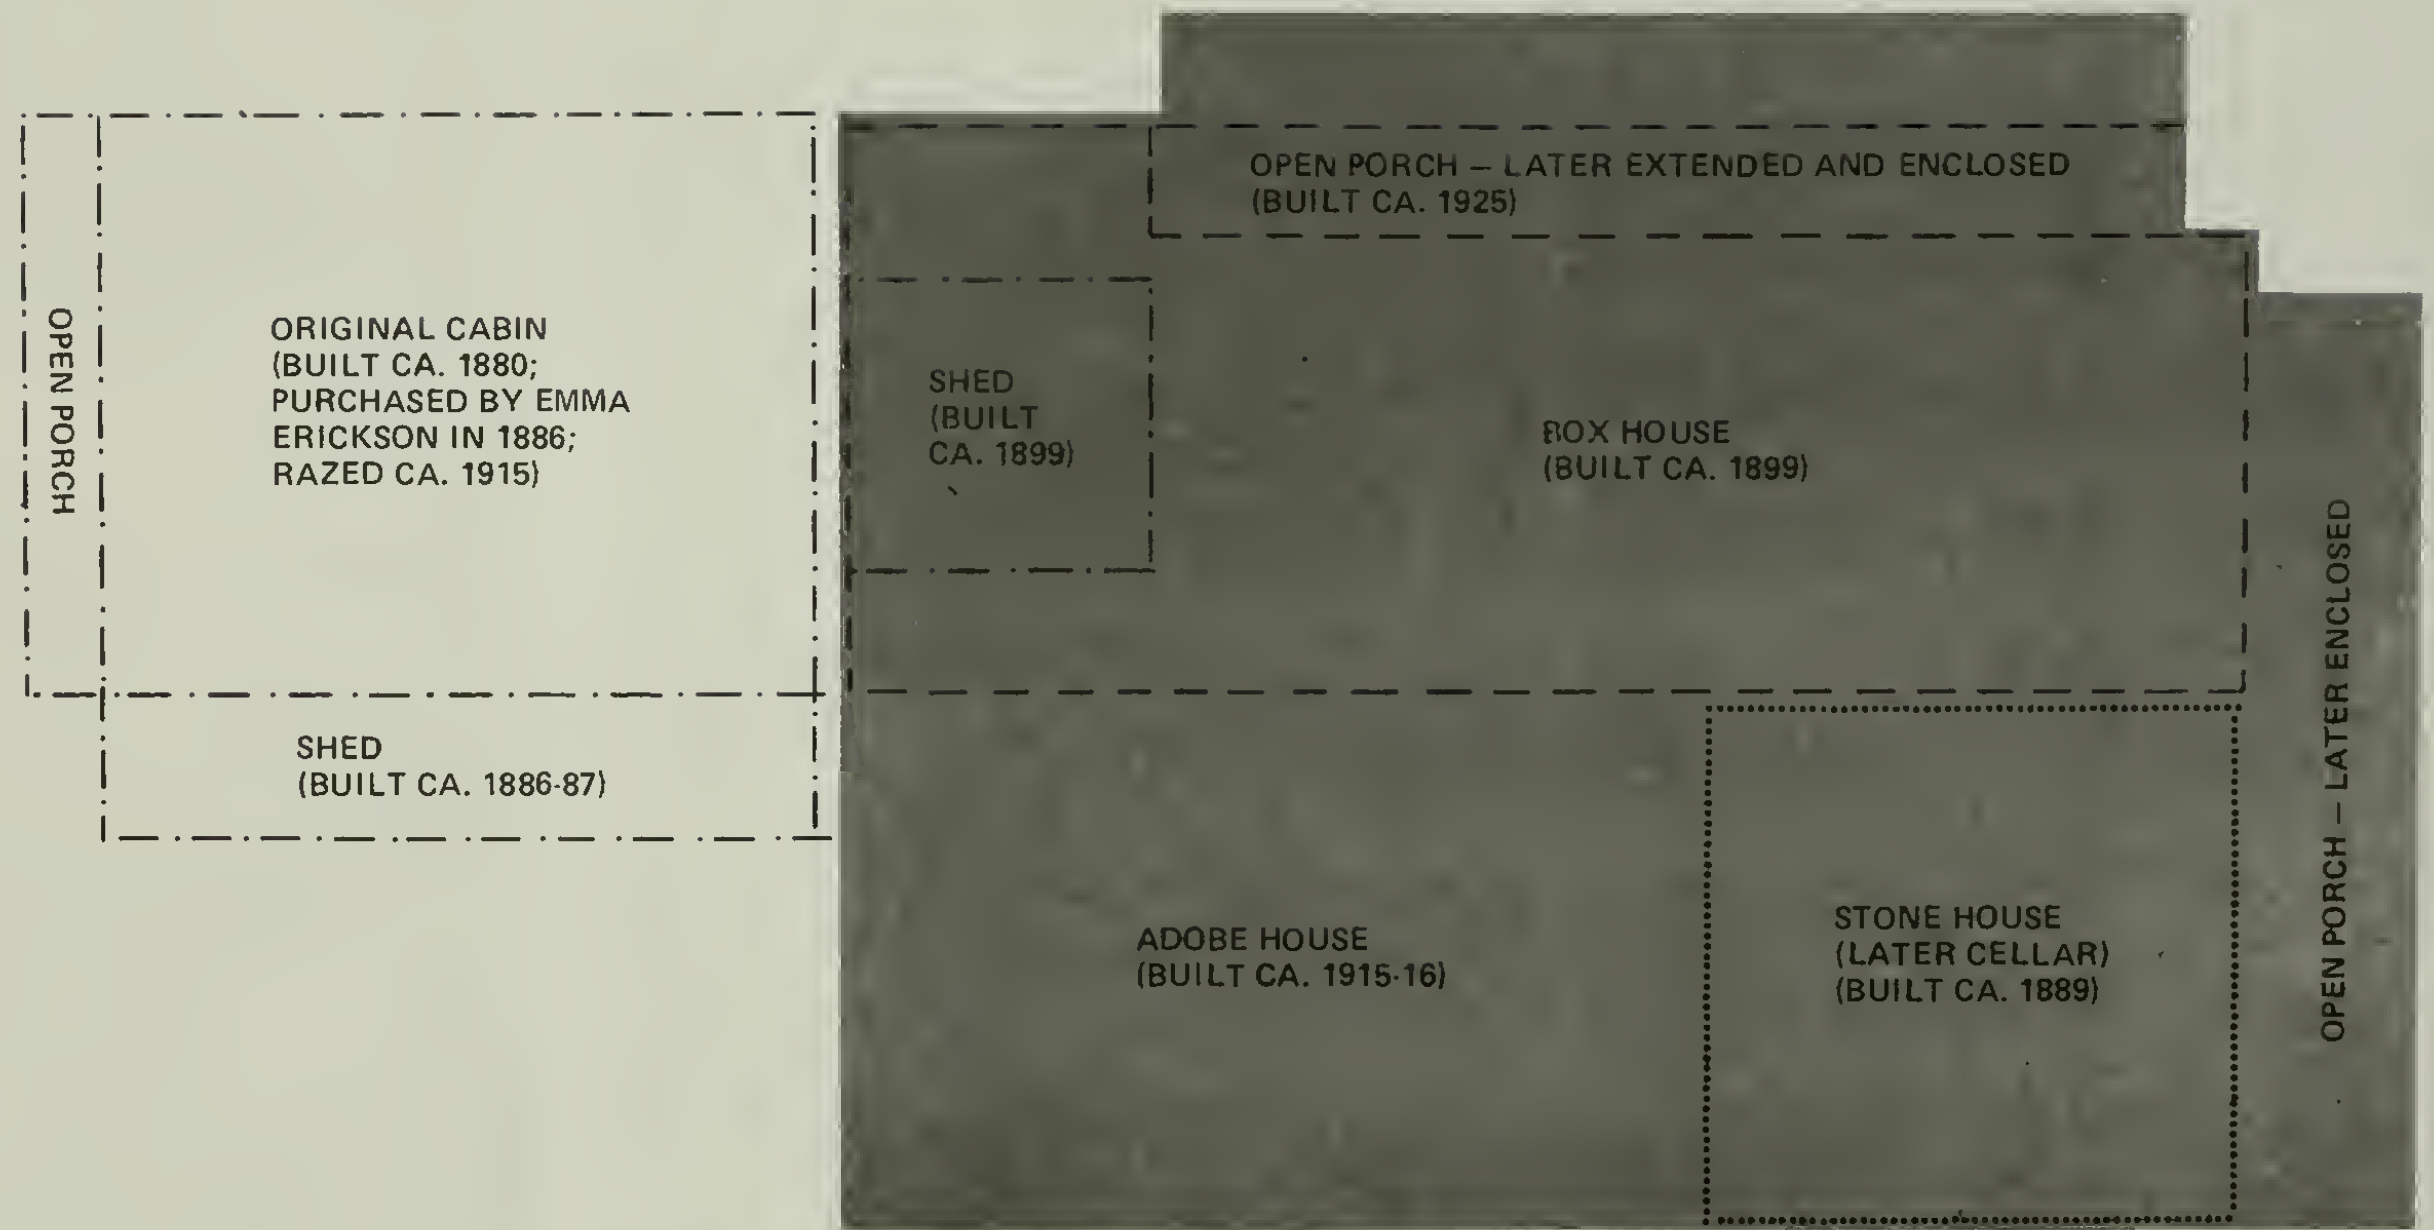 OPEN PORCH – LATER EXTENDED AND ENCLOSED
(BUILT CA. 1925)
OPEN PORCH
ORIGINAL CABIN
(BUILT CA. 1880;
PURCHASED BY EMMA
ERICKSON IN 1886;
RAZED CA. 1915)
SHED
(BUILT
CA. 1899)
BOX HOUSE
(BUILT CA. 1899)
SHED
(BUILT CA. 1886-87)
ADOBE HOUSE
(BUILT CA. 1915-16)
STONE HOUSE
(LATER CELLAR)
(BUILT CA. 1889)
OPEN PORCH – LATER ENCLOSED